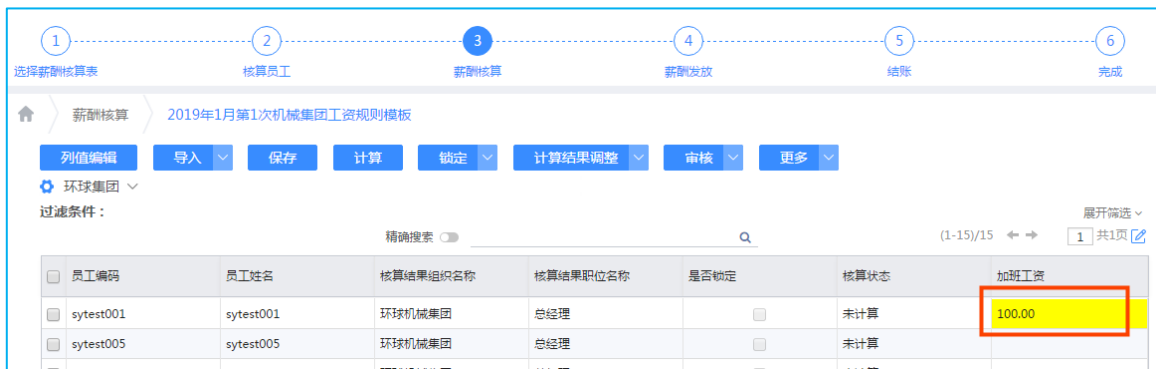 1 2 3 4 5 6
选择薪酬核算表 核算员工 薪酬核算 薪酬发放 结账 完成
薪酬核算 2019年1月第1次机械集团工资规则模板
列值编辑 导入 保存 计算 锁定 计算结果调整 审核 更多
环球集团
过滤条件：
展开筛选
精确搜索 (1-15)/15 1 共1页
员工编码 员工姓名 核算结果组织名称 核算结果职位名称 是否锁定 核算状态 加班工资
sytest001 sytest001 环球机械集团 总经理 未计算 100.00
sytest005 sytest005 环球机械集团 总经理 未计算